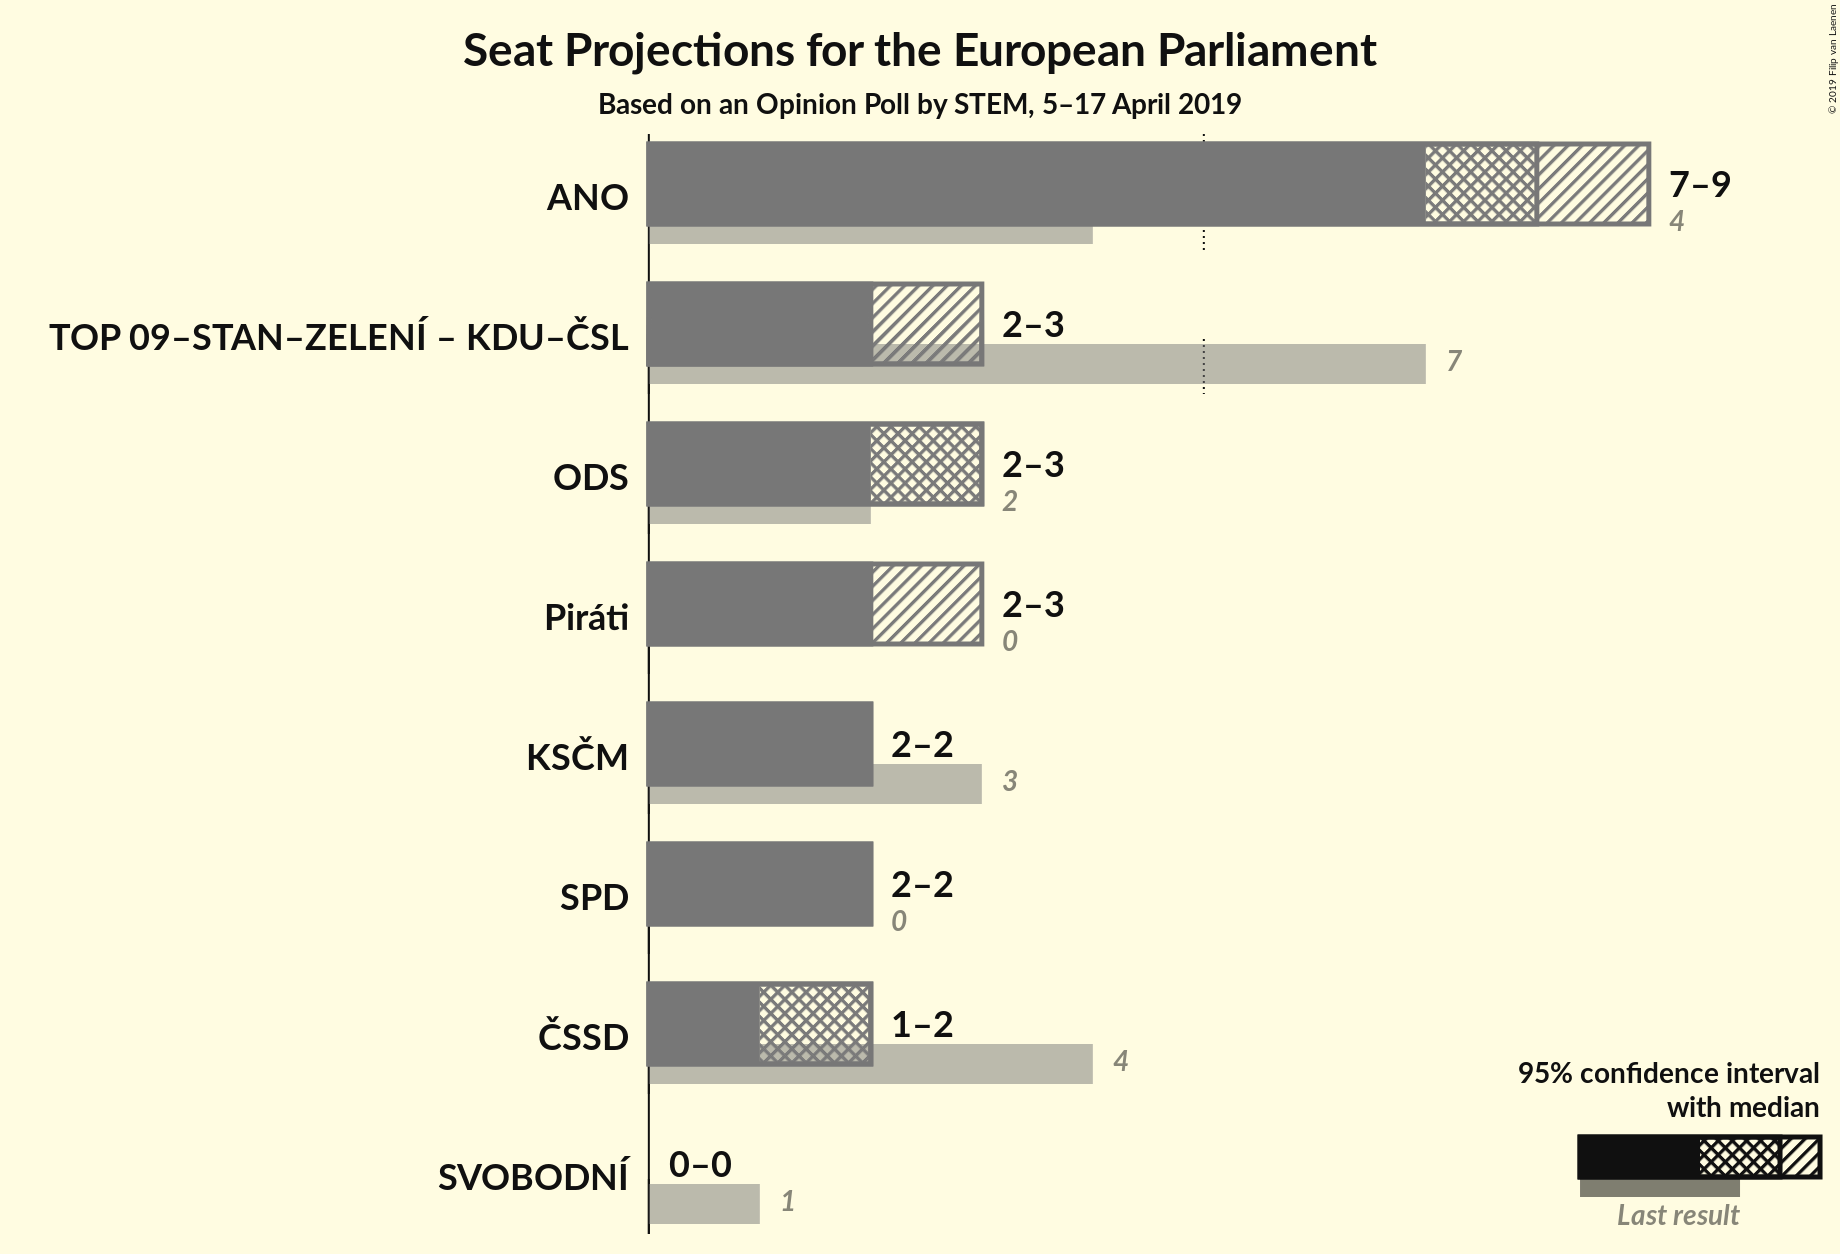 Seat Projections for the European Parliament
Based on an Opinion Poll by STEM, 5–17 April 2019
© 2019 Filip van Laenen
ANO
7–9
4
TOP 09–STAN–ZELENÍ – KDU–ČSL
2–3
7
ODS
2–3
2
Piráti
2–3
0
KSČM
2–2
3
SPD
2–2
0
ČSSD
1–2
4
SVOBODNÍ
0–0
1
95% confidence interval
with median
Last result